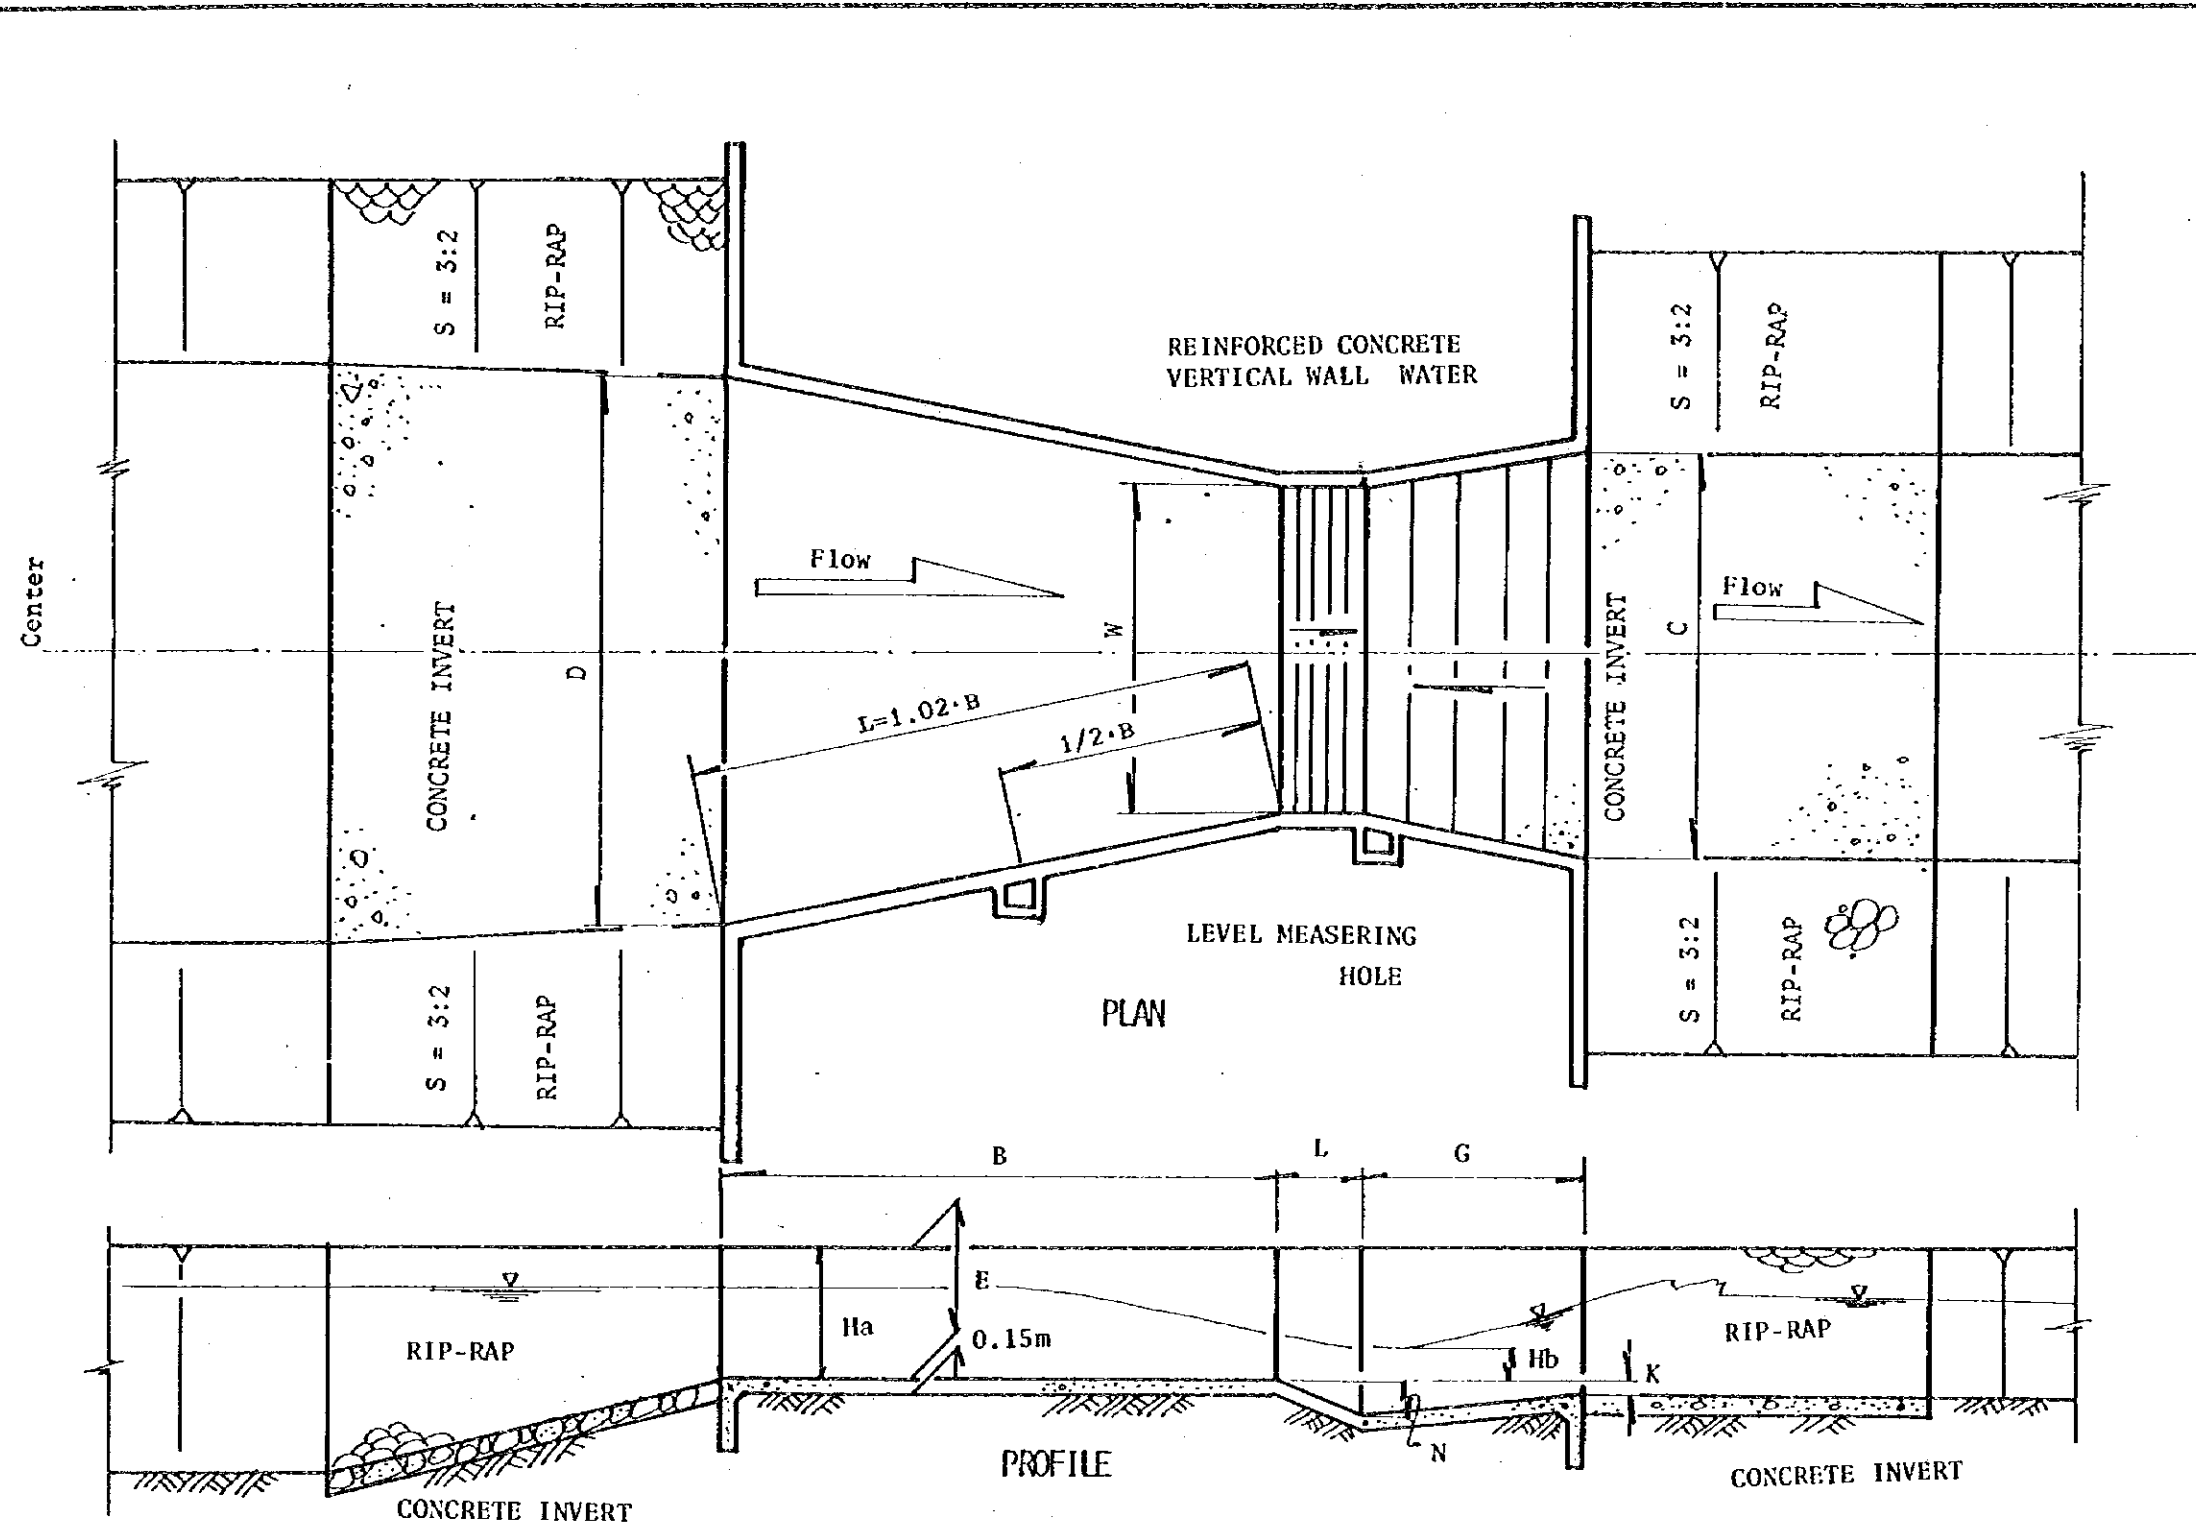 S = 3:2
RIP-RAP
S = 3:2
RIP-RAP
REINFORCED CONCRETE
VERTICAL WALL WATER
Center
CONCRETE INVERT
D
Flow
W
L=1.02·B
1/2·B
CONCRETE INVERT
C
Flow
S = 3:2
RIP-RAP
LEVEL MEASERING
HOLE
S = 3:2
RIP-RAP
PLAN
B
L
G
E
Ha
0.15m
RIP-RAP
Hb
K
RIP-RAP
N
PROFILE
CONCRETE INVERT
CONCRETE INVERT